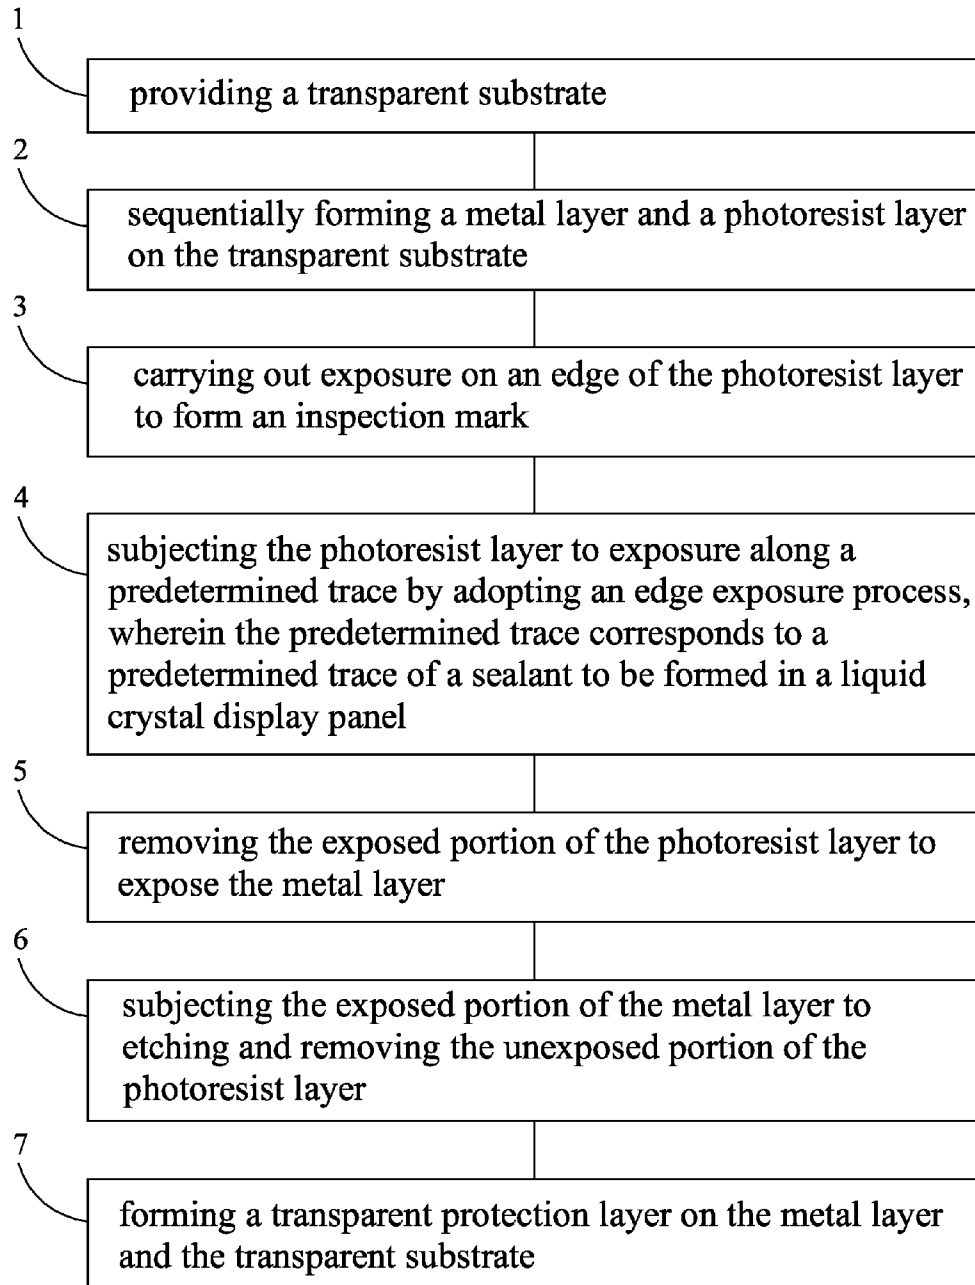 1
providing a transparent substrate
2
sequentially forming a metal layer and a photoresist layer
on the transparent substrate
3
carrying out exposure on an edge of the photoresist layer
to form an inspection mark
4
subjecting the photoresist layer to exposure along a
predetermined trace by adopting an edge exposure process,
wherein the predetermined trace corresponds to a
predetermined trace of a sealant to be formed in a liquid
crystal display panel
5
removing the exposed portion of the photoresist layer to
expose the metal layer
6
subjecting the exposed portion of the metal layer to
etching and removing the unexposed portion of the
photoresist layer
7
forming a transparent protection layer on the metal layer
and the transparent substrate